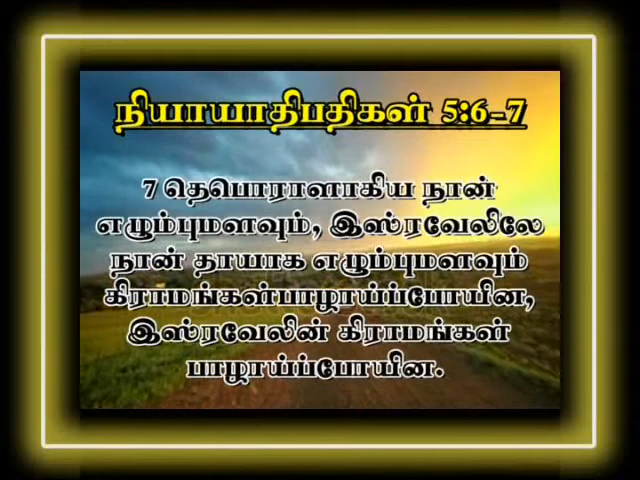 நியாயாதிபதிகள் 5:6-7
7 தெபொராளாகிய நான்
எழும்புமளவும், இஸ்ரவேலிலே
நான் தாயாக எழும்புமளவும்
கிராமங்கள்பாழாய்ப்போயின,
இஸ்ரவேலின் கிராமங்கள்
பாழாய்ப்போயின.